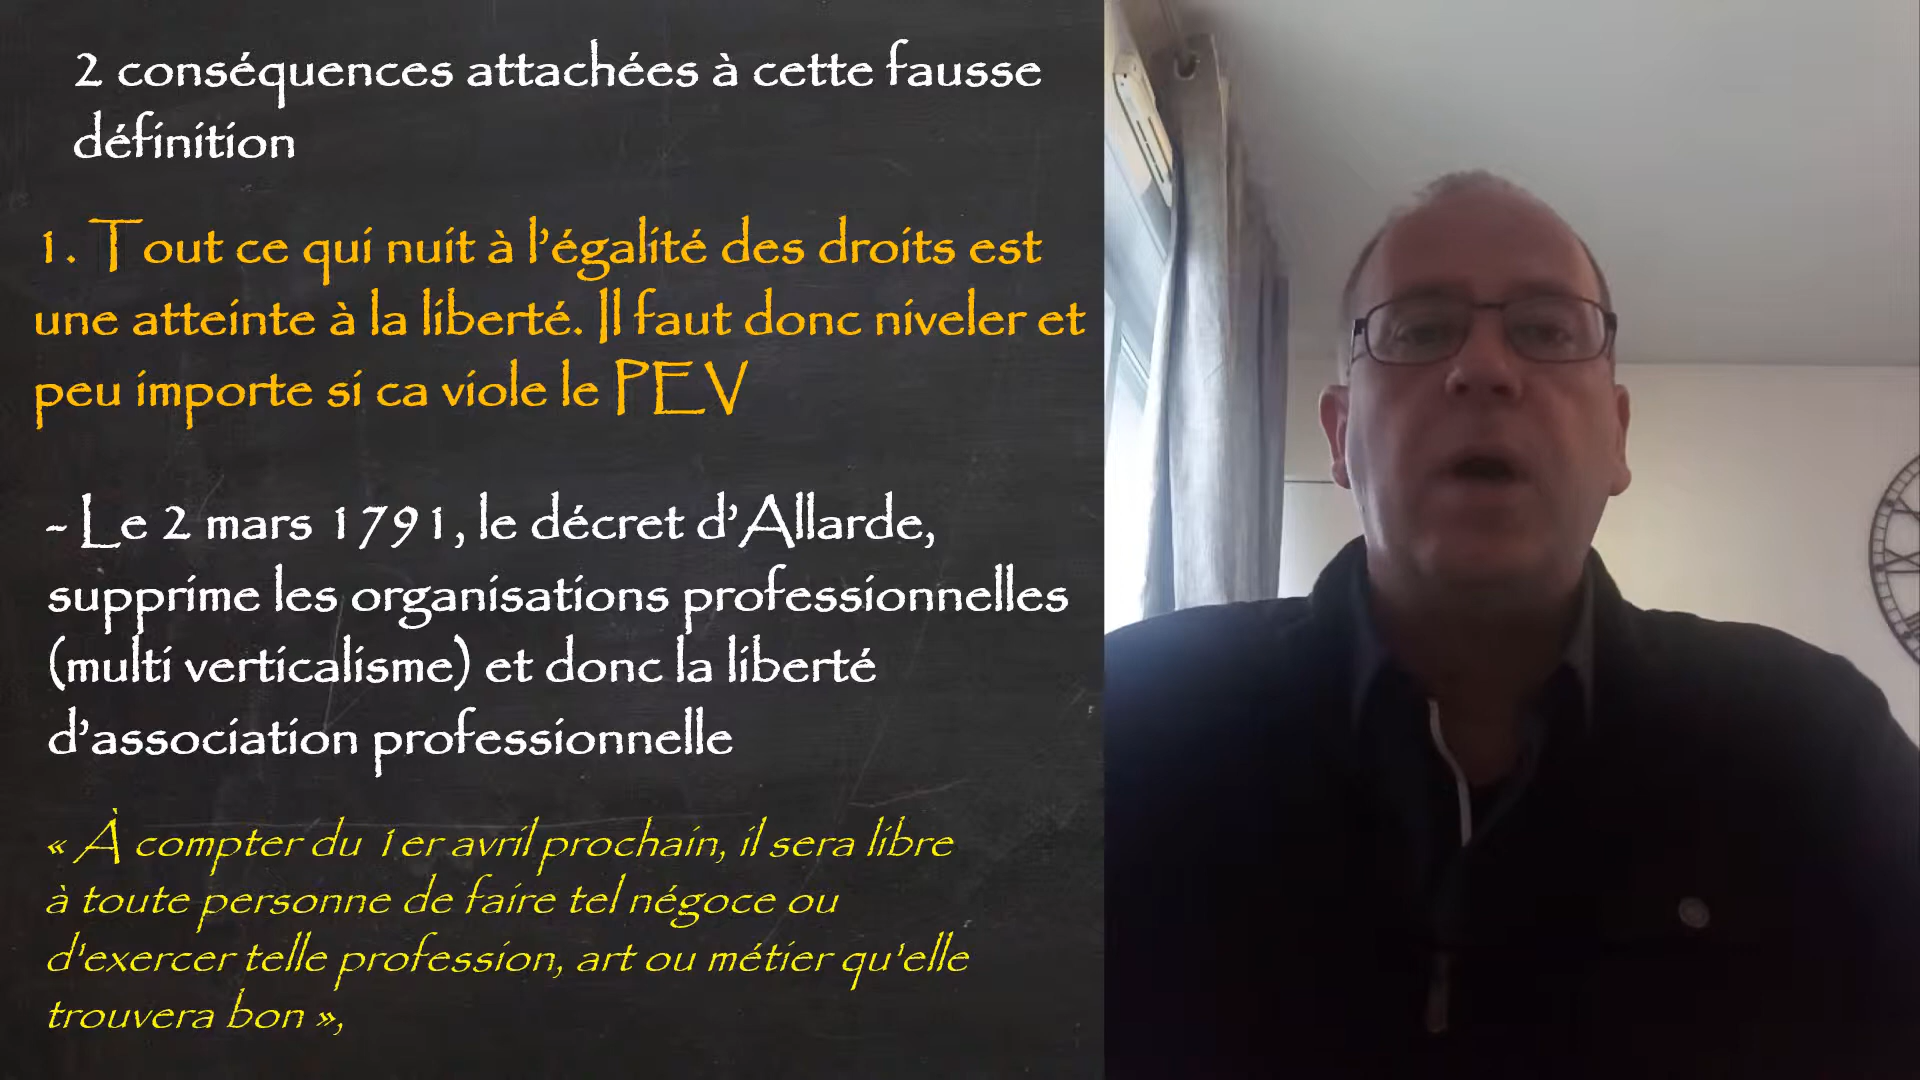 2 conséquences attachées à cette fausse
définition
1. Tout ce qui nuit à l'égalité des droits est
une atteinte à la liberté. Il faut donc niveler et
peu importe si ca viole le PEV
- Le 2 mars 1791, le décret d'Allarde,
supprime les organisations professionnelles
(multi verticalisme) et donc la liberté
d'association professionnelle
« À compter du 1er avril prochain, il sera libre
à toute personne de faire tel négoce ou
d'exercer telle profession, art ou métier qu'elle
trouvera bon »,